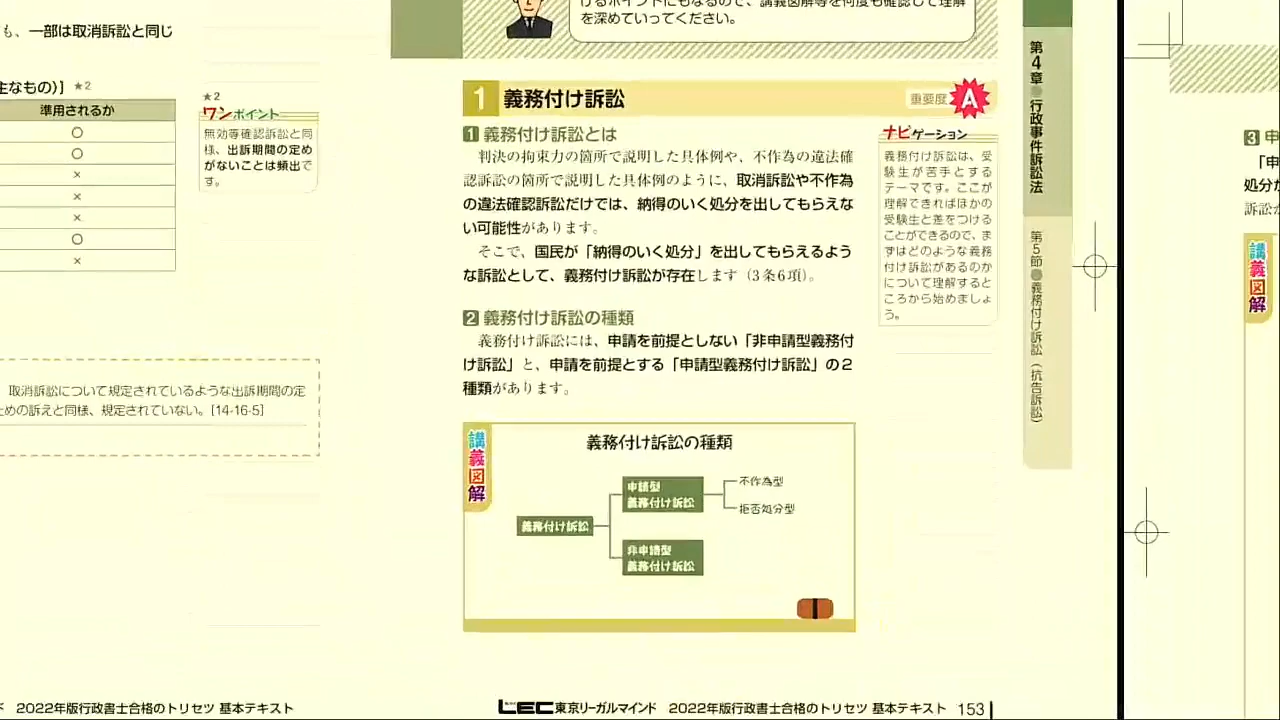 も、一部は取消訴訟と同じ
主なもの)] ★2
準用されるか
○
○
×
×
×
○
×
★2
ワンポイント
無効等確認訴訟と同
様、出訴期間の定め
がないことは頻出で
す。
取消訴訟について規定されているような出訴期間の定
ための訴えと同様、規定されていない。[14-16-5]
2022年版行政書士合格のトリセツ 基本テキスト
けるポイントにもなるので、講義図解等を何度も確認して理解
を深めていってください。
1 義務付け訴訟
重要度 A
1 義務付け訴訟とは
判決の拘束力の箇所で説明した具体例や、不作為の違法確
認訴訟の箇所で説明した具体例のように、取消訴訟や不作為
の違法確認訴訟だけでは、納得のいく処分を出してもらえな
い可能性があります。
そこで、国民が「納得のいく処分」を出してもらえるよう
な訴訟として、義務付け訴訟が存在します（3条6項）。
2 義務付け訴訟の種類
義務付け訴訟には、申請を前提としない「非申請型義務付
け訴訟」と、申請を前提とする「申請型義務付け訴訟」の2
種類があります。
ナビゲーション
義務付け訴訟は、受
験生が苦手とする
テーマです。ここが
理解できればほかの
受験生と差をつける
ことができるので、ま
ずはどのような義務
付け訴訟があるのか
について理解すると
ころから始めましょ
う。
講義図解
義務付け訴訟の種類
義務付け訴訟
申請型
義務付け訴訟
不作為型
拒否処分型
非申請型
義務付け訴訟
第4章●行政事件訴訟法
第5節●義務付け訴訟（抗告訴訟）
LEC東京リーガルマインド 2022年版行政書士合格のトリセツ 基本テキスト 153
3 申
「申
処分が
訴訟が
講義図解